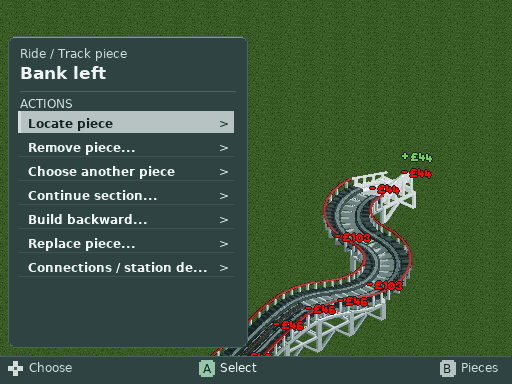 Ride / Track piece
Bank left
ACTIONS
Locate piece >
Remove piece... >
Choose another piece >
Continue section... >
Build backward... >
Replace piece... >
Connections / station de... >
+£44
-£44
-£44
-£103
-£103
-£46
-£46
-£46
Choose
A Select
B Pieces